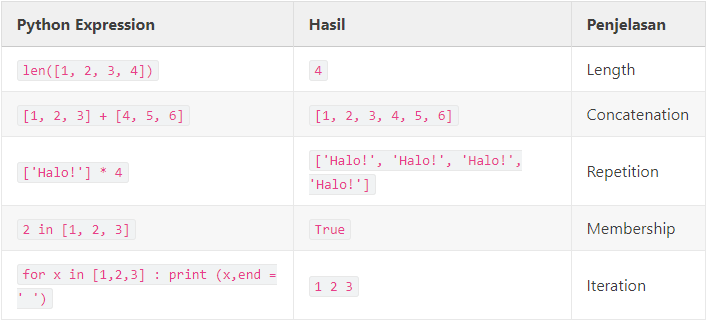 Python Expression Hasil Penjelasan
len([1, 2, 3, 4]) 4 Length
[1, 2, 3] + [4, 5, 6] [1, 2, 3, 4, 5, 6] Concatenation
['Halo!'] * 4 ['Halo!', 'Halo!', 'Halo!', 'Halo!'] Repetition
2 in [1, 2, 3] True Membership
for x in [1,2,3] : print (x,end = ' ') 1 2 3 Iteration